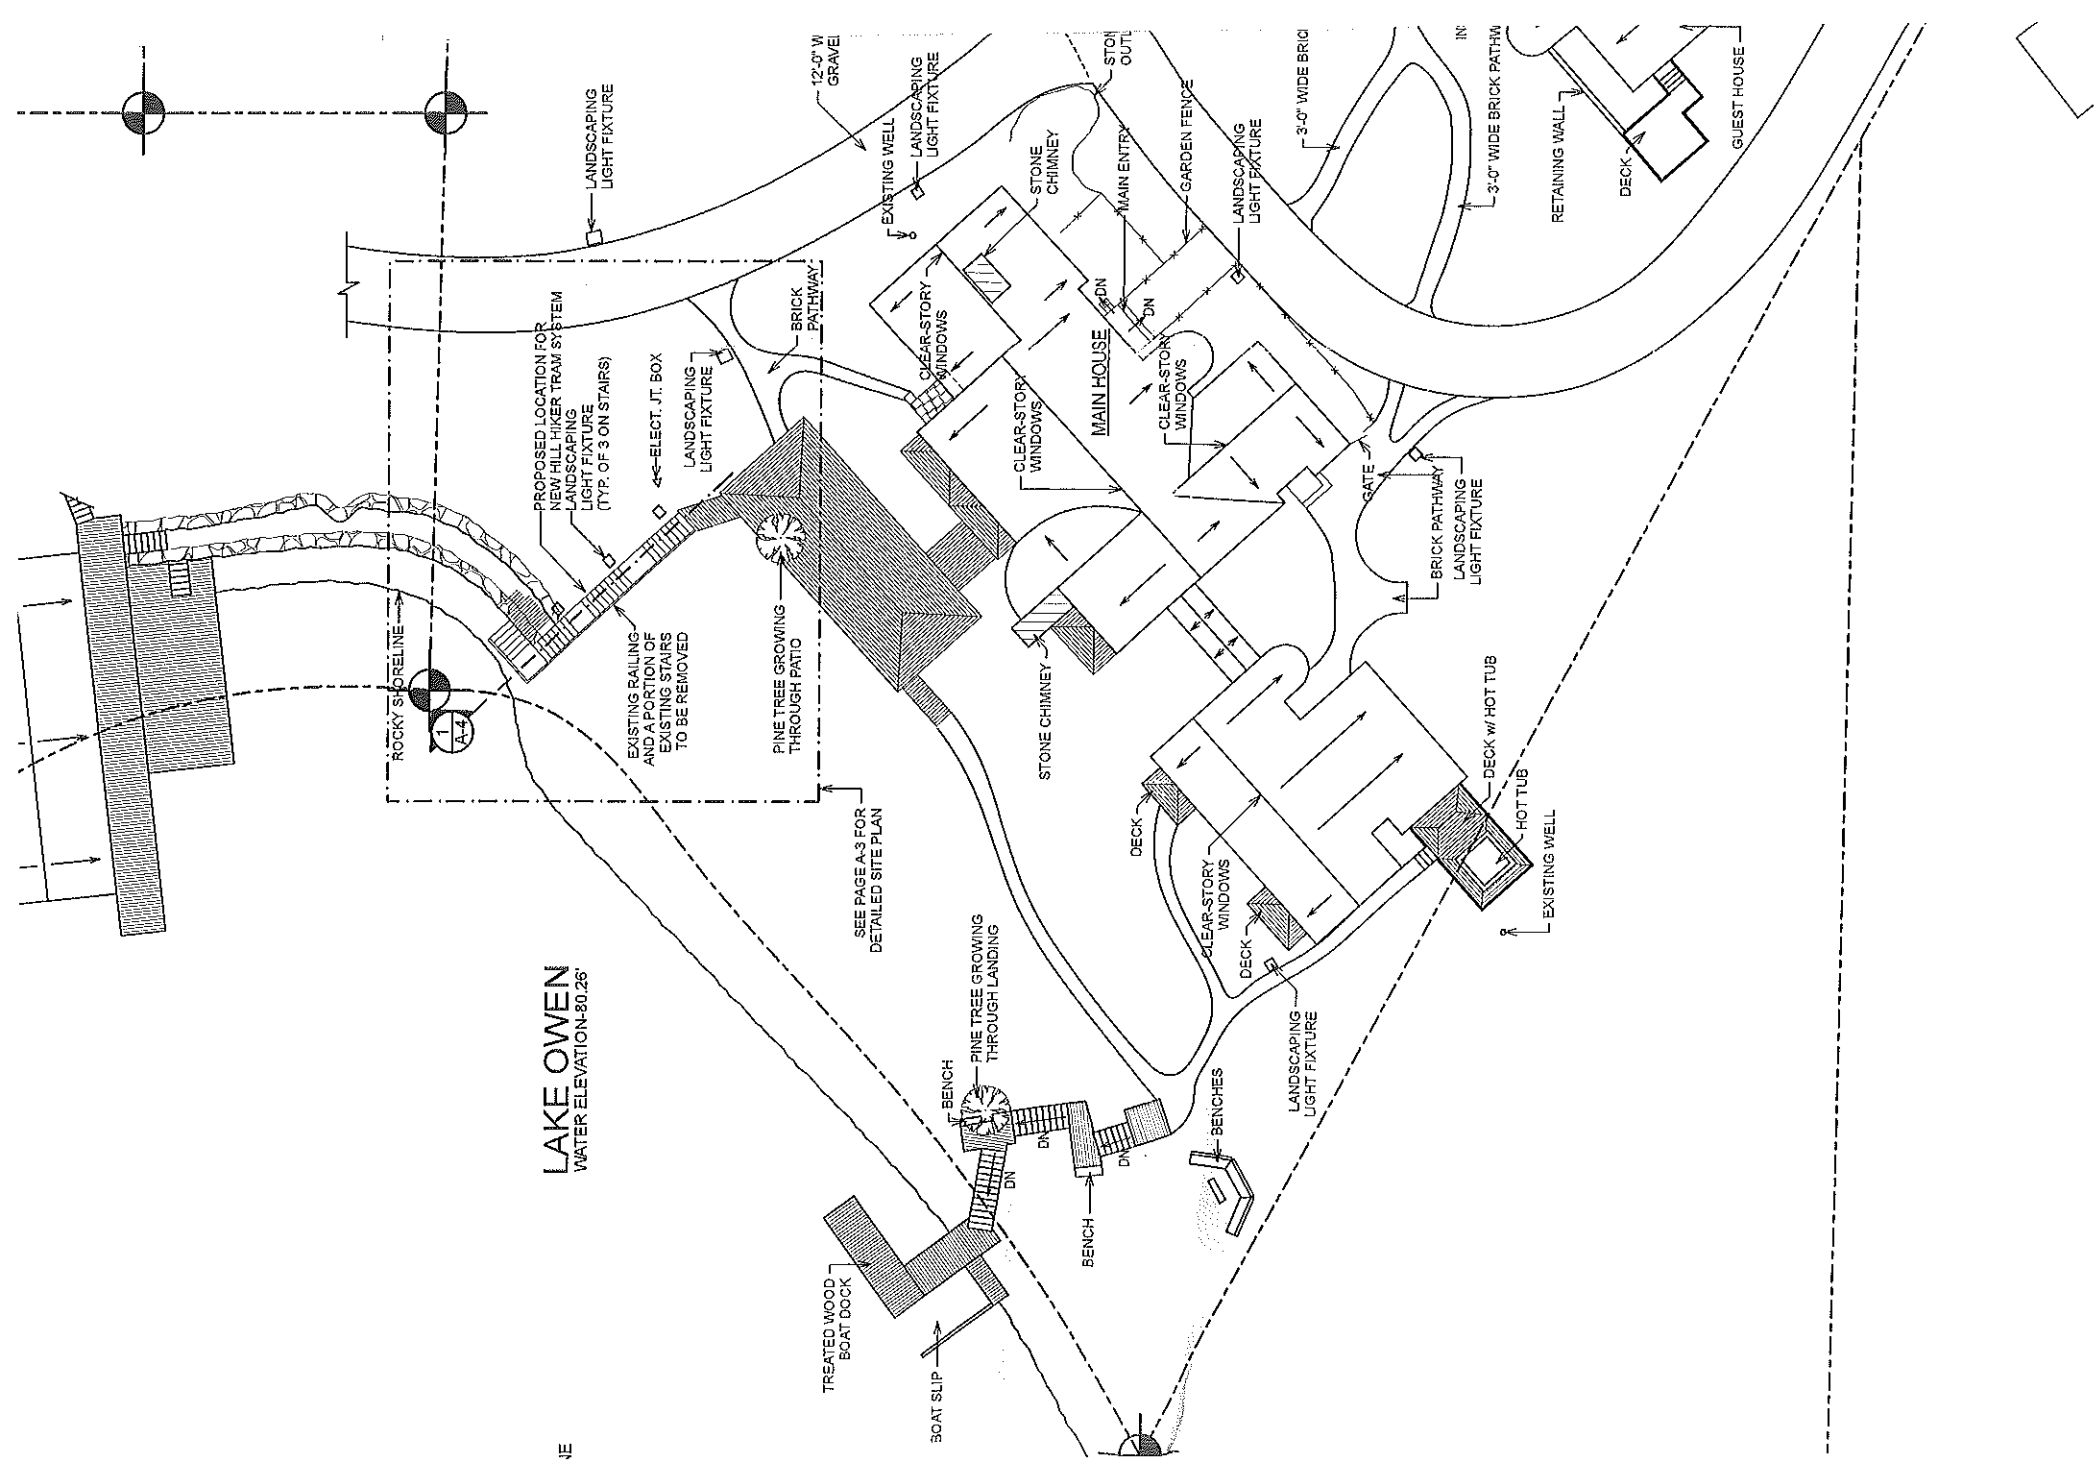 LANDSCAPING
LIGHT FIXTURE
12'-0" W
GRAVEL
EXISTING WELL
LANDSCAPING
LIGHT FIXTURE
STONE
CHIMNEY
MAIN ENTRY
GARDEN FENCE
LANDSCAPING
LIGHT FIXTURE
3'-0" WIDE BRIC
IN
3'-0" WIDE BRICK PATHW
RETAINING WALL
DECK
GUEST HOUSE
PROPOSED LOCATION FOR
NEW HILL HIKER TRAM SYSTEM
LANDSCAPING
LIGHT FIXTURE
(TYP. OF 3 ON STAIRS)
ELECT. JT. BOX
LANDSCAPING
LIGHT FIXTURE
BRICK
PATHWAY
CLEAR-STORY
WINDOWS
CLEAR-STORY
WINDOWS
MAIN HOUSE
DN
DN
CLEAR-STORY
WINDOWS
GATE
BRICK PATHWAY
LANDSCAPING
LIGHT FIXTURE
ROCKY SHORELINE
1
A-4
EXISTING RAILING
AND A PORTION OF
EXISTING STAIRS
TO BE REMOVED
PINE TREE GROWING
THROUGH PATIO
STONE CHIMNEY
DECK w/ HOT TUB
HOT TUB
EXISTING WELL
SEE PAGE A-3 FOR
DETAILED SITE PLAN
DECK
CLEAR-STORY
WINDOWS
DECK
LANDSCAPING
LIGHT FIXTURE
LAKE OWEN
WATER ELEVATION-80.26'
BENCH
PINE TREE GROWING
THROUGH LANDING
DN
DN
DN
BENCH
BENCHES
TREATED WOOD
BOAT DOCK
BOAT SLIP